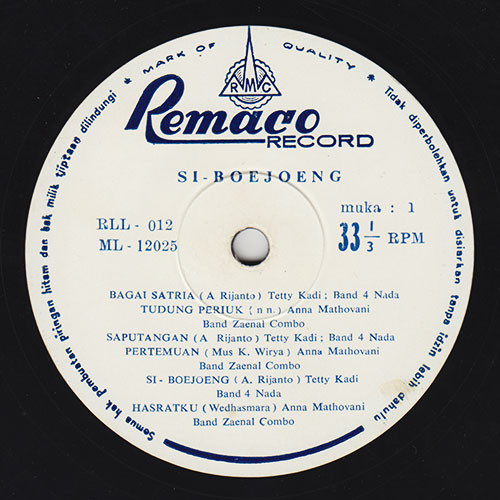 * MARK OF QUALITY *
RMC
Remaco
RECORD
SI-BOEJOENG
RLL - 012
ML - 12025
muka : 1
33 1/3 RPM
BAGAI SATRIA ( A Rijanto ) Tetty Kadi ; Band 4 Nada
TUDUNG PERIUK ( n n. ) Anna Mathovani
Band Zaenal Combo
SAPUTANGAN ( A Rijanto ) Tetty Kadi ; Band 4 Nada
PERTEMUAN ( Mus K. Wirya ) Anna Mathovani
Band Zaenal Combo
SI - BOEJOENG ( A. Rijanto ) Tetty Kadi
Band 4 Nada
HASRATKU ( Wedhasmara ) Anna Mathovani
Band Zaenal Combo
Semua hak pembuatan piringan hitam dan hak milik tjiptaan dilindungi
Tidak diperbolehkan untuk disiarkan tanpa idzin lebih dahulu